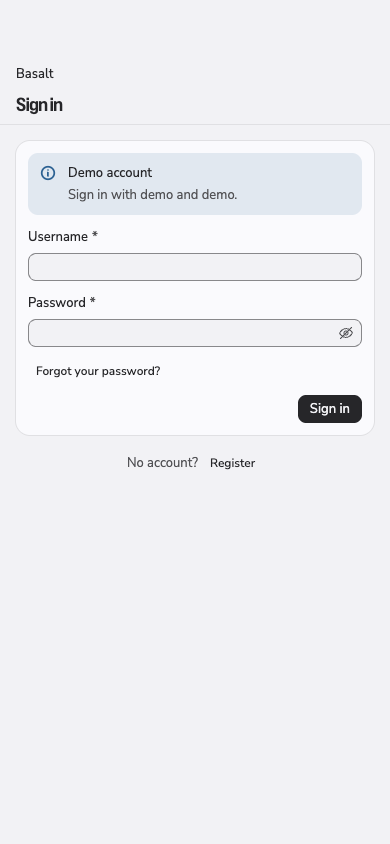 Basalt
Sign in
Demo account
Sign in with demo and demo.
Username *
Password *
Forgot your password?
Sign in
No account? Register